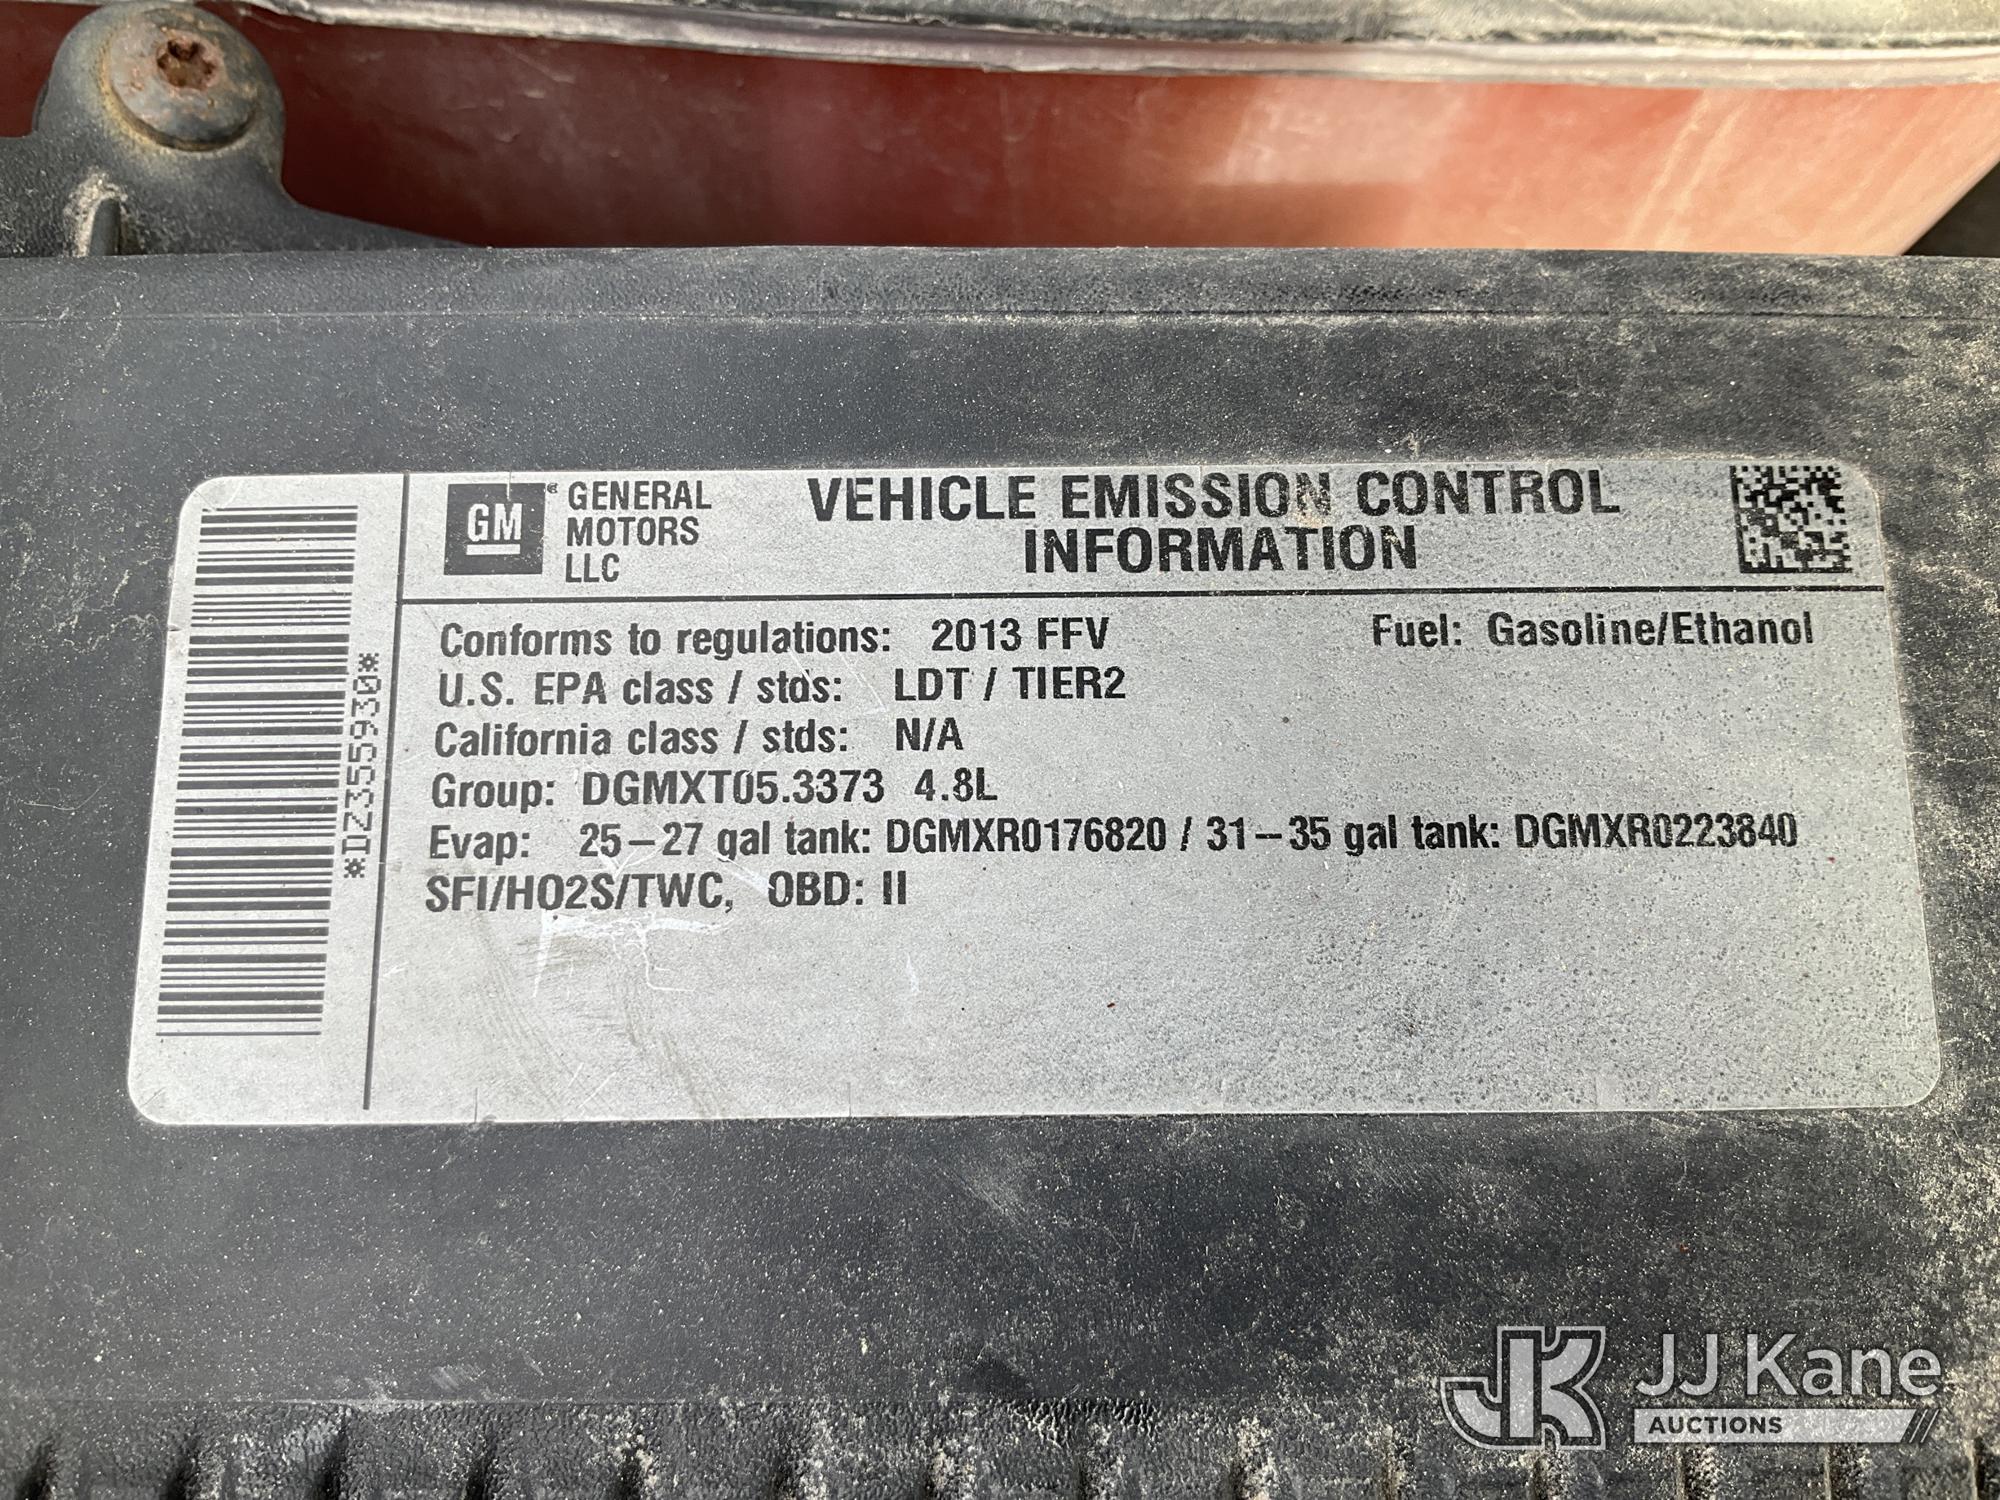 GM
GENERAL
MOTORS
LLC
VEHICLE EMISSION CONTROL
INFORMATION
Conforms to regulations: 2013 FFV
Fuel: Gasoline/Ethanol
U.S. EPA class / stds: LDT / TIER2
California class / stds: N/A
Group: DGMXT05.3373 4.8L
Evap: 25-27 gal tank: DGMXR0176820 / 31-35 gal tank: DGMXR0223840
SFI/HO2S/TWC, OBD: II
*DZ355930*
JK JJ Kane
AUCTIONS